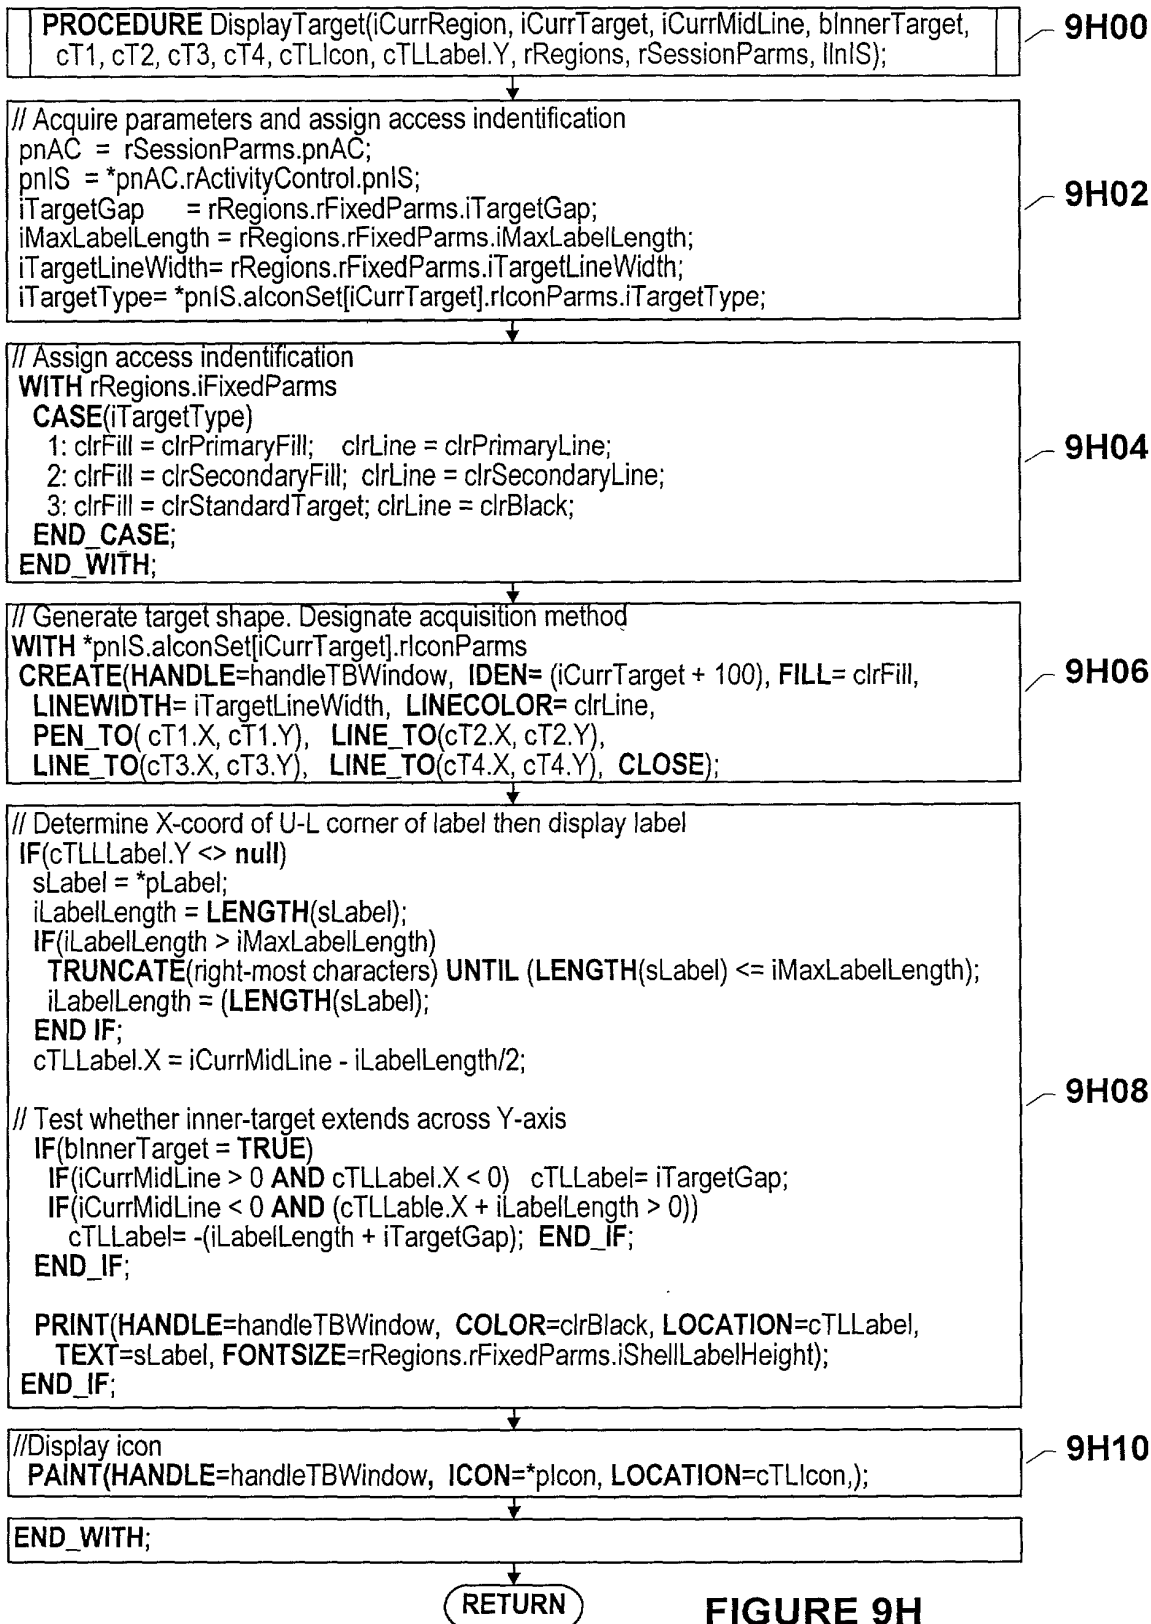 PROCEDURE DisplayTarget(iCurrRegion, iCurrTarget, iCurrMidLine, bInnerTarget,
cT1, cT2, cT3, cT4, cTLIcon, cTLLabel.Y, rRegions, rSessionParms, lInIS);
9H00
// Acquire parameters and assign access indentification
pnAC = rSessionParms.pnAC;
pnIS = *pnAC.rActivityControl.pnIS;
iTargetGap = rRegions.rFixedParms.iTargetGap;
iMaxLabelLength = rRegions.rFixedParms.iMaxLabelLength;
iTargetLineWidth= rRegions.rFixedParms.iTargetLineWidth;
iTargetType= *pnIS.aIconSet[iCurrTarget].rIconParms.iTargetType;
9H02
// Assign access indentification
WITH rRegions.iFixedParms
CASE(iTargetType)
1: clrFill = clrPrimaryFill; clrLine = clrPrimaryLine;
2: clrFill = clrSecondaryFill; clrLine = clrSecondaryLine;
3: clrFill = clrStandardTarget; clrLine = clrBlack;
END_CASE;
END_WITH;
9H04
// Generate target shape. Designate acquisition method
WITH *pnIS.aIconSet[iCurrTarget].rIconParms
CREATE(HANDLE=handleTBWindow, IDEN= (iCurrTarget + 100), FILL= clrFill,
LINEWIDTH= iTargetLineWidth, LINECOLOR= clrLine,
PEN_TO( cT1.X, cT1.Y), LINE_TO(cT2.X, cT2.Y),
LINE_TO(cT3.X, cT3.Y), LINE_TO(cT4.X, cT4.Y), CLOSE);
9H06
// Determine X-coord of U-L corner of label then display label
IF(cTLLLabel.Y <> null)
sLabel = *pLabel;
iLabelLength = LENGTH(sLabel);
IF(iLabelLength > iMaxLabelLength)
TRUNCATE(right-most characters) UNTIL (LENGTH(sLabel) <= iMaxLabelLength);
iLabelLength = (LENGTH(sLabel);
END IF;
cTLLabel.X = iCurrMidLine - iLabelLength/2;
// Test whether inner-target extends across Y-axis
IF(bInnerTarget = TRUE)
IF(iCurrMidLine > 0 AND cTLLabel.X < 0) cTLLabel= iTargetGap;
IF(iCurrMidLine < 0 AND (cTLLable.X + iLabelLength > 0))
cTLLabel= -(iLabelLength + iTargetGap); END_IF;
END_IF;
PRINT(HANDLE=handleTBWindow, COLOR=clrBlack, LOCATION=cTLLabel,
TEXT=sLabel, FONTSIZE=rRegions.rFixedParms.iShellLabelHeight);
END_IF;
9H08
//Display icon
PAINT(HANDLE=handleTBWindow, ICON=*pIcon, LOCATION=cTLIcon,);
9H10
END_WITH;
RETURN
FIGURE 9H